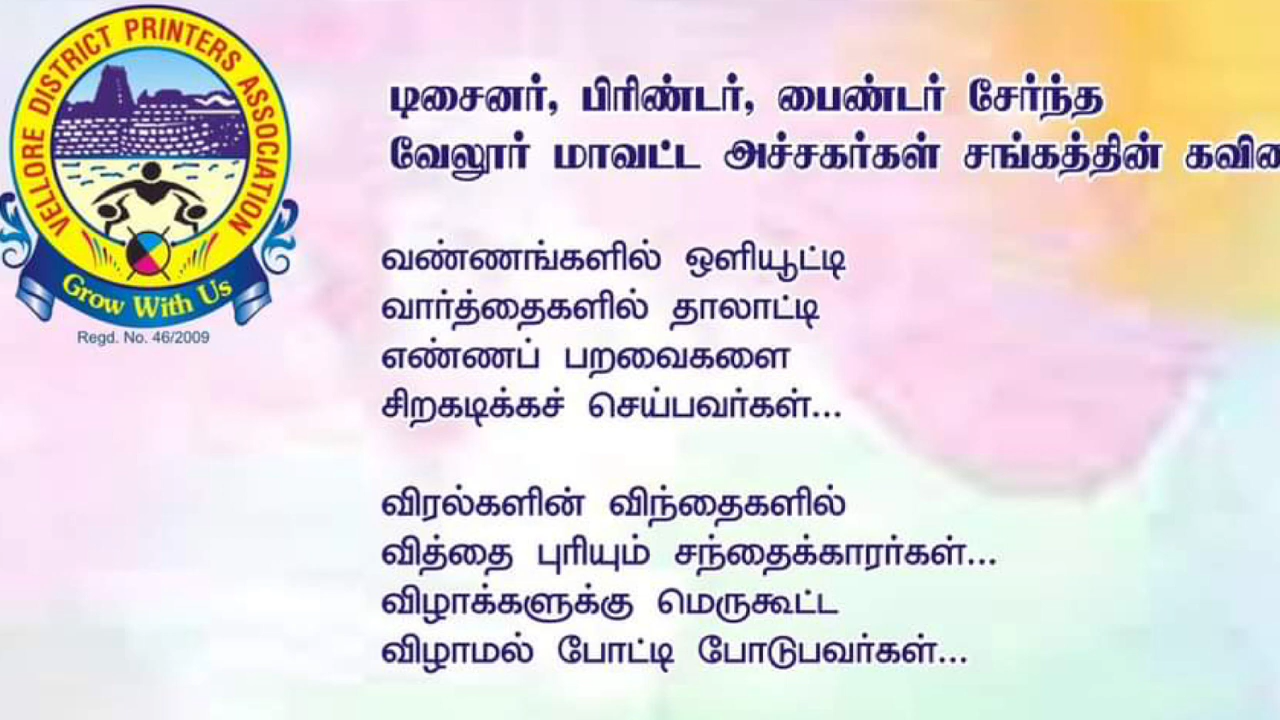 VELLORE DISTRICT PRINTERS ASSOCIATION
Grow With Us
Regd. No. 46/2009
டிசைனர், பிரிண்டர், பைண்டர் சேர்ந்த
வேலூர் மாவட்ட அச்சகர்கள் சங்கத்தின்
வண்ணங்களில் ஒளியூட்டி
வார்த்தைகளில் தாலாட்டி
எண்ணப் பறவைகளை
சிறகடிக்கச் செய்பவர்கள்...
விரல்களின் விந்தைகளில்
வித்தை புரியும் சந்தைக்காரர்கள்...
விழாக்களுக்கு மெருகூட்ட
விழாமல் போட்டி போடுபவர்கள்...